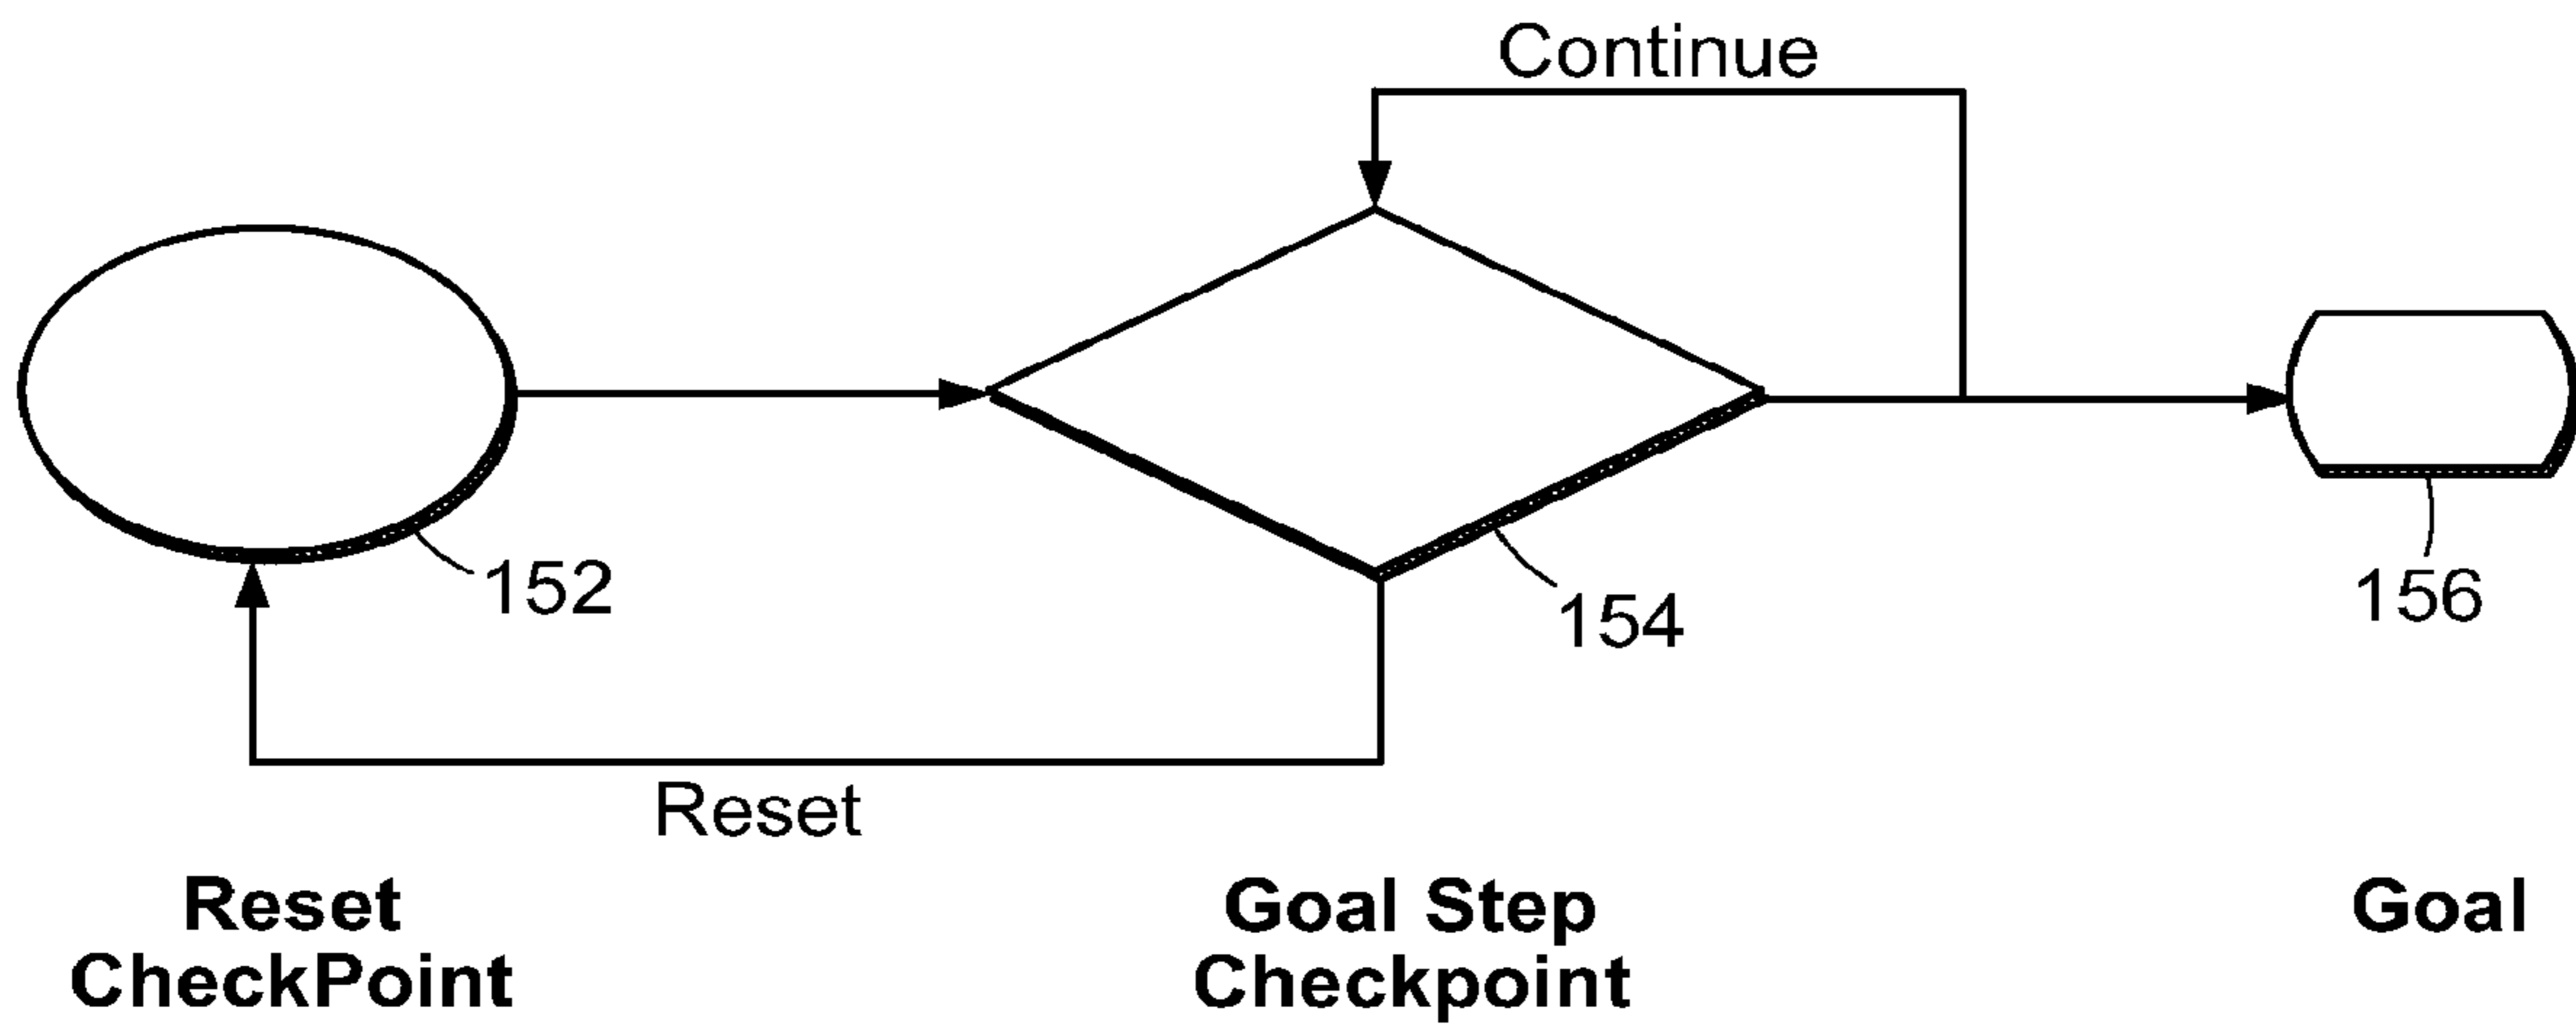 Continue
152
154
156
Reset
Reset
CheckPoint
Goal Step
Checkpoint
Goal